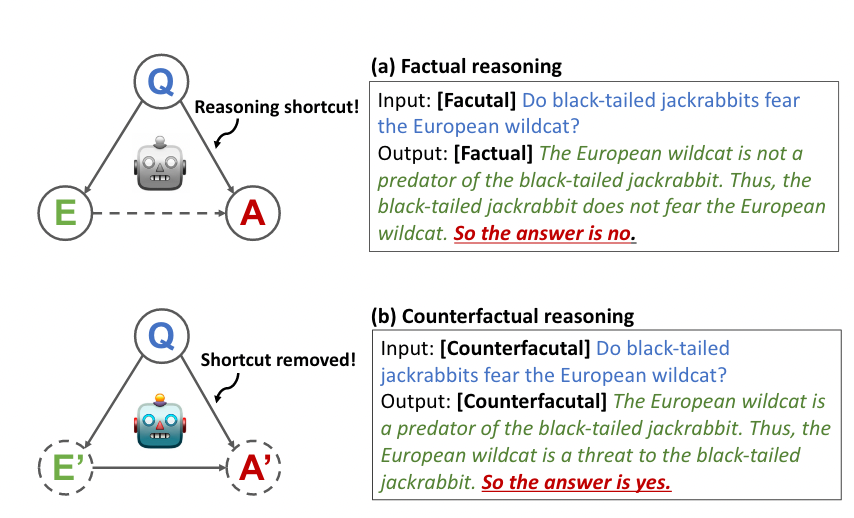 Q
Reasoning shortcut!
E
A
(a) Factual reasoning
Input: [Facutal] Do black-tailed jackrabbits fear
the European wildcat?
Output: [Factual] The European wildcat is not a
predator of the black-tailed jackrabbit. Thus, the
black-tailed jackrabbit does not fear the European
wildcat. So the answer is no.
Q
Shortcut removed!
E'
A'
(b) Counterfactual reasoning
Input: [Counterfacutal] Do black-tailed
jackrabbits fear the European wildcat?
Output: [Counterfacutal] The European wildcat is
a predator of the black-tailed jackrabbit. Thus, the
European wildcat is a threat to the black-tailed
jackrabbit. So the answer is yes.